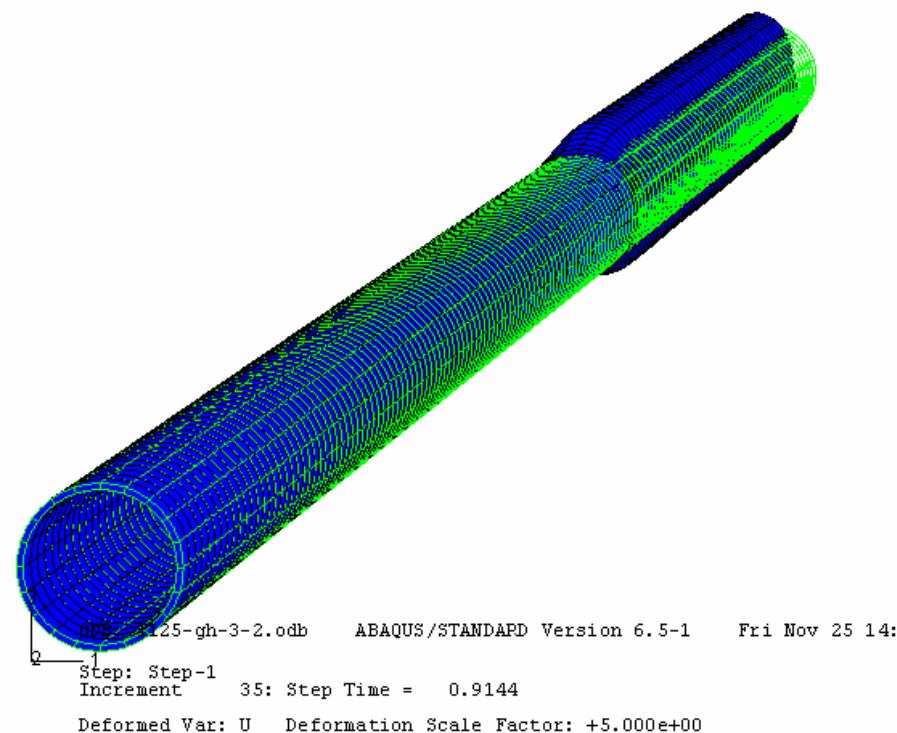 125-gh-3-2.odb ABAQUS/STANDARD Version 6.5-1 Fri Nov 25 14:
2 1
Step: Step-1
Increment 35: Step Time = 0.9144
Deformed Var: U Deformation Scale Factor: +5.000e+00